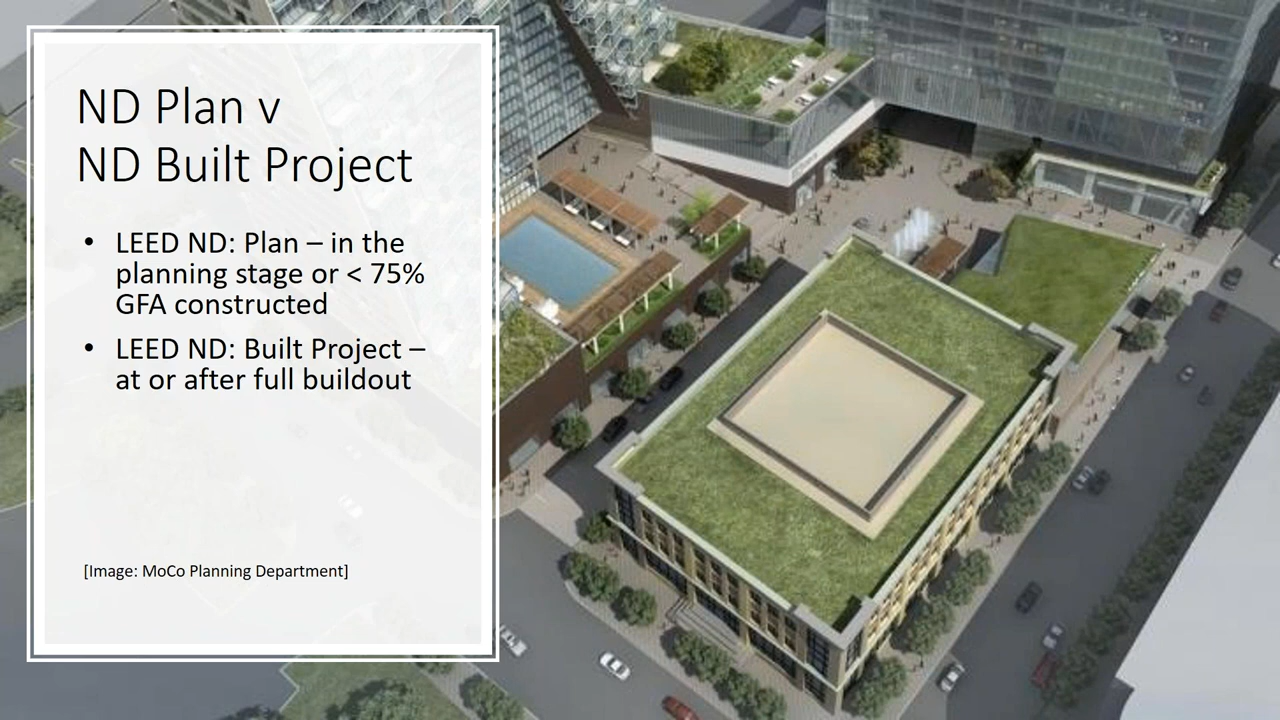 ND Plan v
ND Built Project
• LEED ND: Plan – in the
planning stage or < 75%
GFA constructed
• LEED ND: Built Project –
at or after full buildout
[Image: MoCo Planning Department]